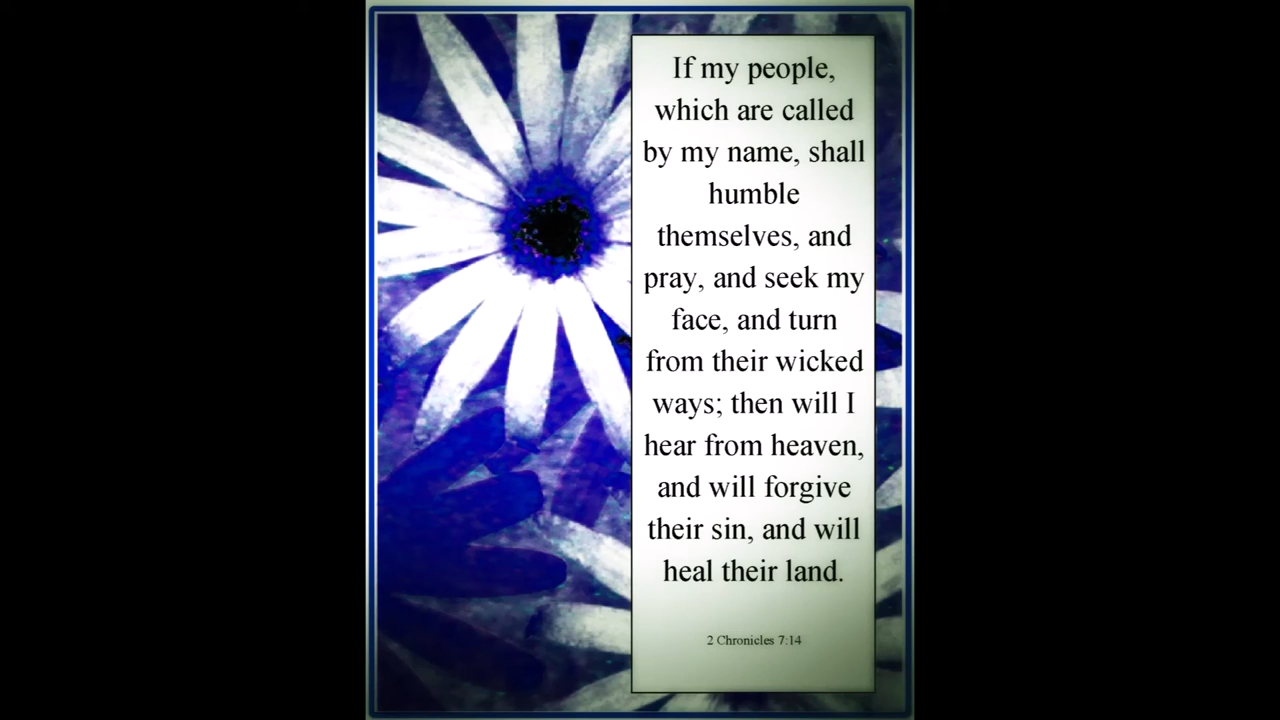 If my people,
which are called
by my name, shall
humble
themselves, and
pray, and seek my
face, and turn
from their wicked
ways; then will I
hear from heaven,
and will forgive
their sin, and will
heal their land.
2 Chronicles 7:14